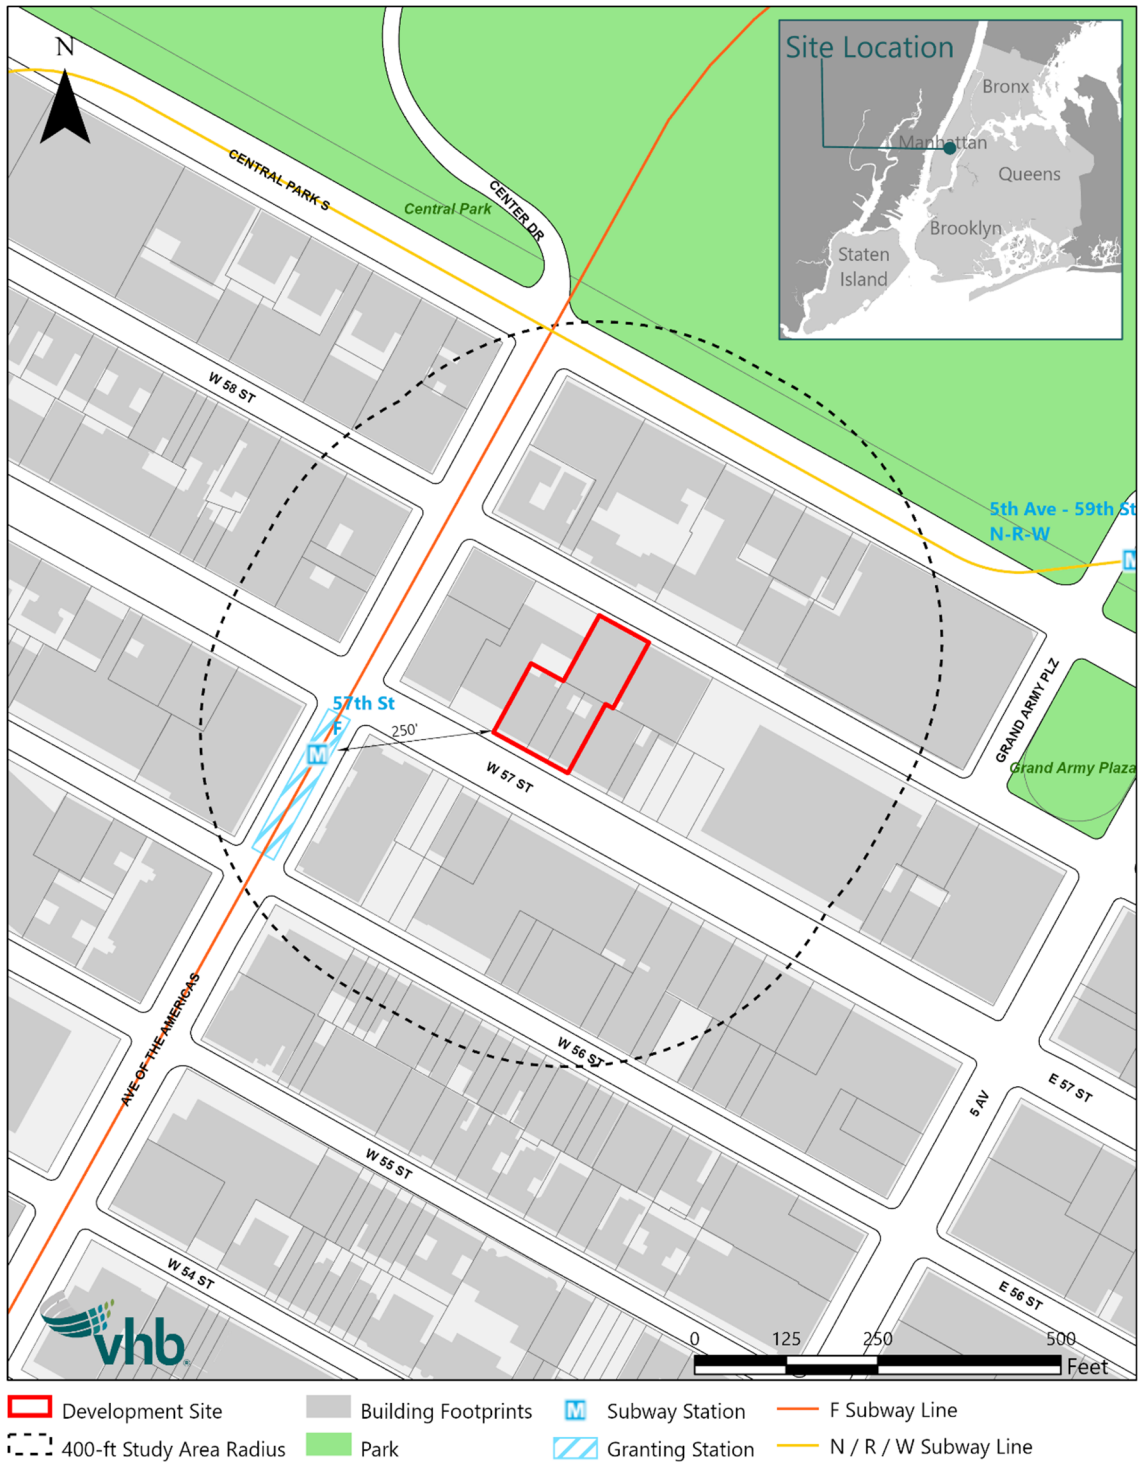 N
Site Location
Bronx
Manhattan
Queens
Brooklyn
Staten
Island
CENTRAL PARK S
Central Park
CENTER DR
W 58 ST
5th Ave - 59th St
N-R-W
M
GRAND ARMY PLZ
Grand Army Plaza
57th St
F
M
250'
W 57 ST
AVE OF THE AMERICAS
W 56 ST
E 57 ST
5 AV
W 55 ST
W 54 ST
E 56 ST
vhb®
0 125 250 500
Feet
Development Site
Building Footprints
M Subway Station
F Subway Line
400-ft Study Area Radius
Park
Granting Station
N / R / W Subway Line